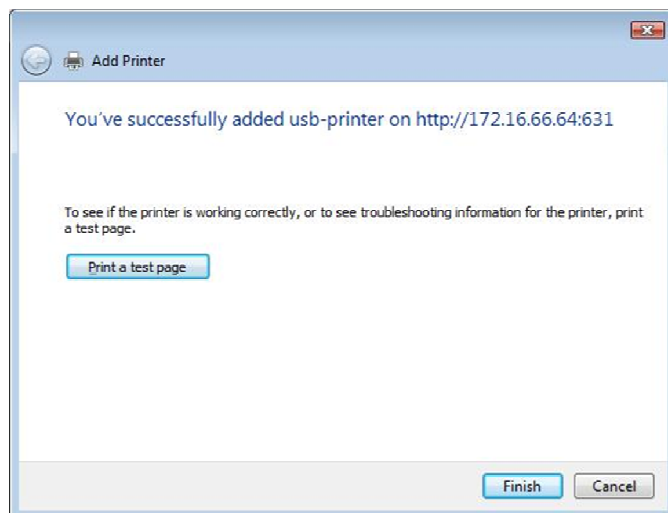 Add Printer
You've successfully added usb-printer on http://172.16.66.64:631
To see if the printer is working correctly, or to see troubleshooting information for the printer, print
a test page.
Print a test page
Finish
Cancel